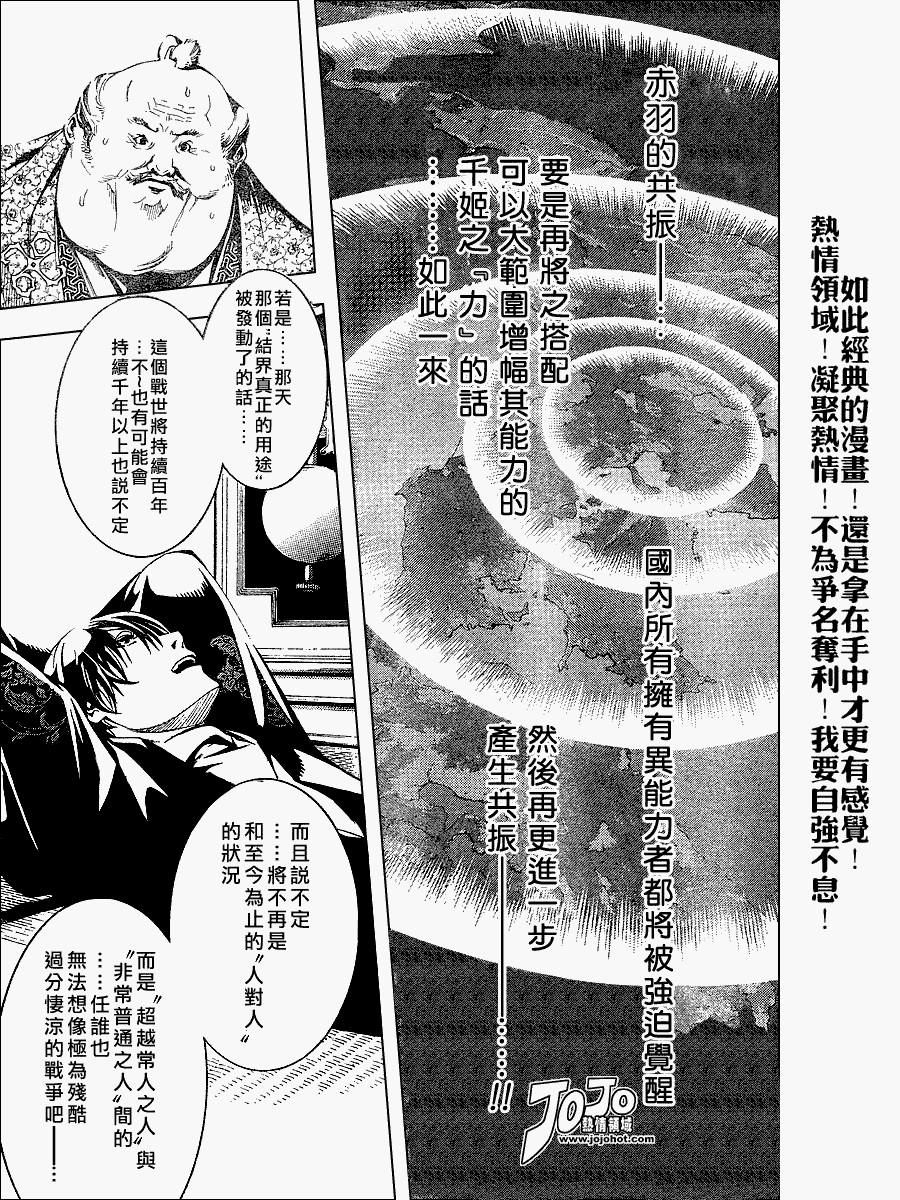 如此經典的漫畫！還是拿在手中才更有感覺！
熱情領域！凝聚熱情！不為爭名奪利！我要自強不息！
赤羽的共振——…
要是再將之搭配
可以大範圍增幅其能力的
千姬之『力』的話
………如此一來
國內所有擁有異能力者都將被強迫覺醒
然後再更進一步
產生共振————……!!
若是……那天
那個〝結界真正的用途〞
被發動了的話……
這個戰世將持續百年
…不~也有可能會
持續千年以上也說不定
而且說不定
……將不再是
和至今為止的〝人對人〞
的狀況
而是〝超越常人之人〞與
〝非常普通之人〞間的
……任誰也
無法想像極為殘酷
過分悽涼的戰爭吧——…
JOJO
熱情領域
www.jojohot.com